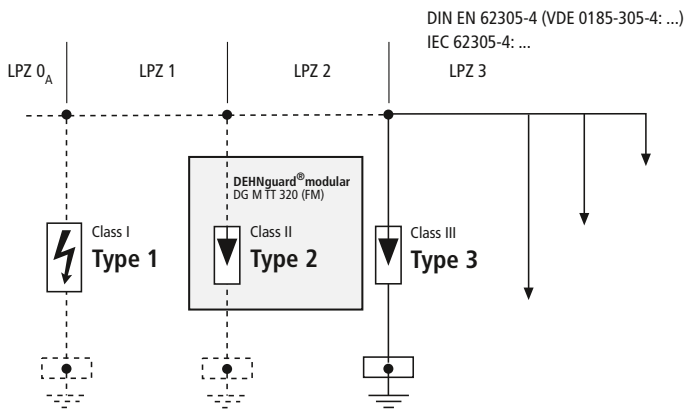 DIN EN 62305-4 (VDE 0185-305-4: ...)
IEC 62305-4: ...
LPZ 0A
LPZ 1
LPZ 2
LPZ 3
DEHNguard® modular
DG M TT 320 (FM)
Class I
Type 1
Class II
Type 2
Class III
Type 3